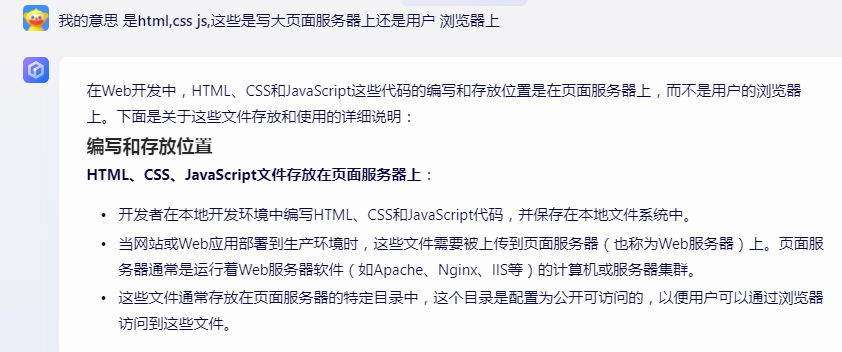 我的意思 是html,css js,这些是写大页面服务器上还是用户 浏览器上
在Web开发中，HTML、CSS和JavaScript这些代码的编写和存放位置是在页面服务器上，而不是用户的浏览器
上。下面是关于这些文件存放和使用的详细说明：
编写和存放位置
HTML、CSS、JavaScript文件存放在页面服务器上：
• 开发者在本地开发环境中编写HTML、CSS和JavaScript代码，并保存在本地文件系统中。
• 当网站或Web应用部署到生产环境时，这些文件需要被上传到页面服务器（也称为Web服务器）上。页面服
务器通常是运行着Web服务器软件（如Apache、Nginx、IIS等）的计算机或服务器集群。
• 这些文件通常存放在页面服务器的特定目录中，这个目录是配置为公开可访问的，以便用户可以通过浏览器
访问到这些文件。